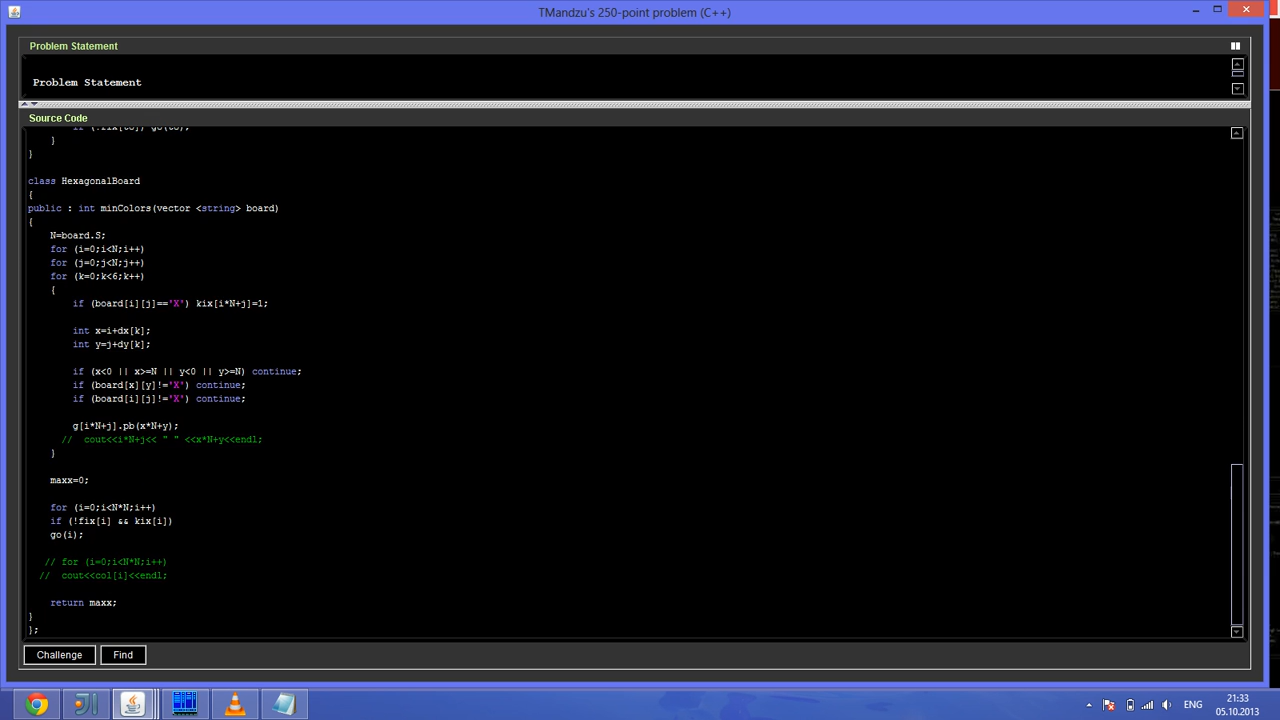 TMandzu's 250-point problem (C++)
Problem Statement
Problem Statement
Source Code
if (!fix[to]) go(to);
}
}
class HexagonalBoard
{
public : int minColors(vector <string> board)
{
N=board.S;
for (i=0;i<N;i++)
for (j=0;j<N;j++)
for (k=0;k<6;k++)
{
if (board[i][j]=='X') kix[i*N+j]=1;
int x=i+dx[k];
int y=j+dy[k];
if (x<0 || x>=N || y<0 || y>=N) continue;
if (board[x][y]!='X') continue;
if (board[i][j]!='X') continue;
g[i*N+j].pb(x*N+y);
// cout<<i*N+j<< " " <<x*N+y<<endl;
}
maxx=0;
for (i=0;i<N*N;i++)
if (!fix[i] && kix[i])
go(i);
// for (i=0;i<N*N;i++)
// cout<<col[i]<<endl;
return maxx;
}
};
Challenge Find
ENG
21:33
05.10.2013